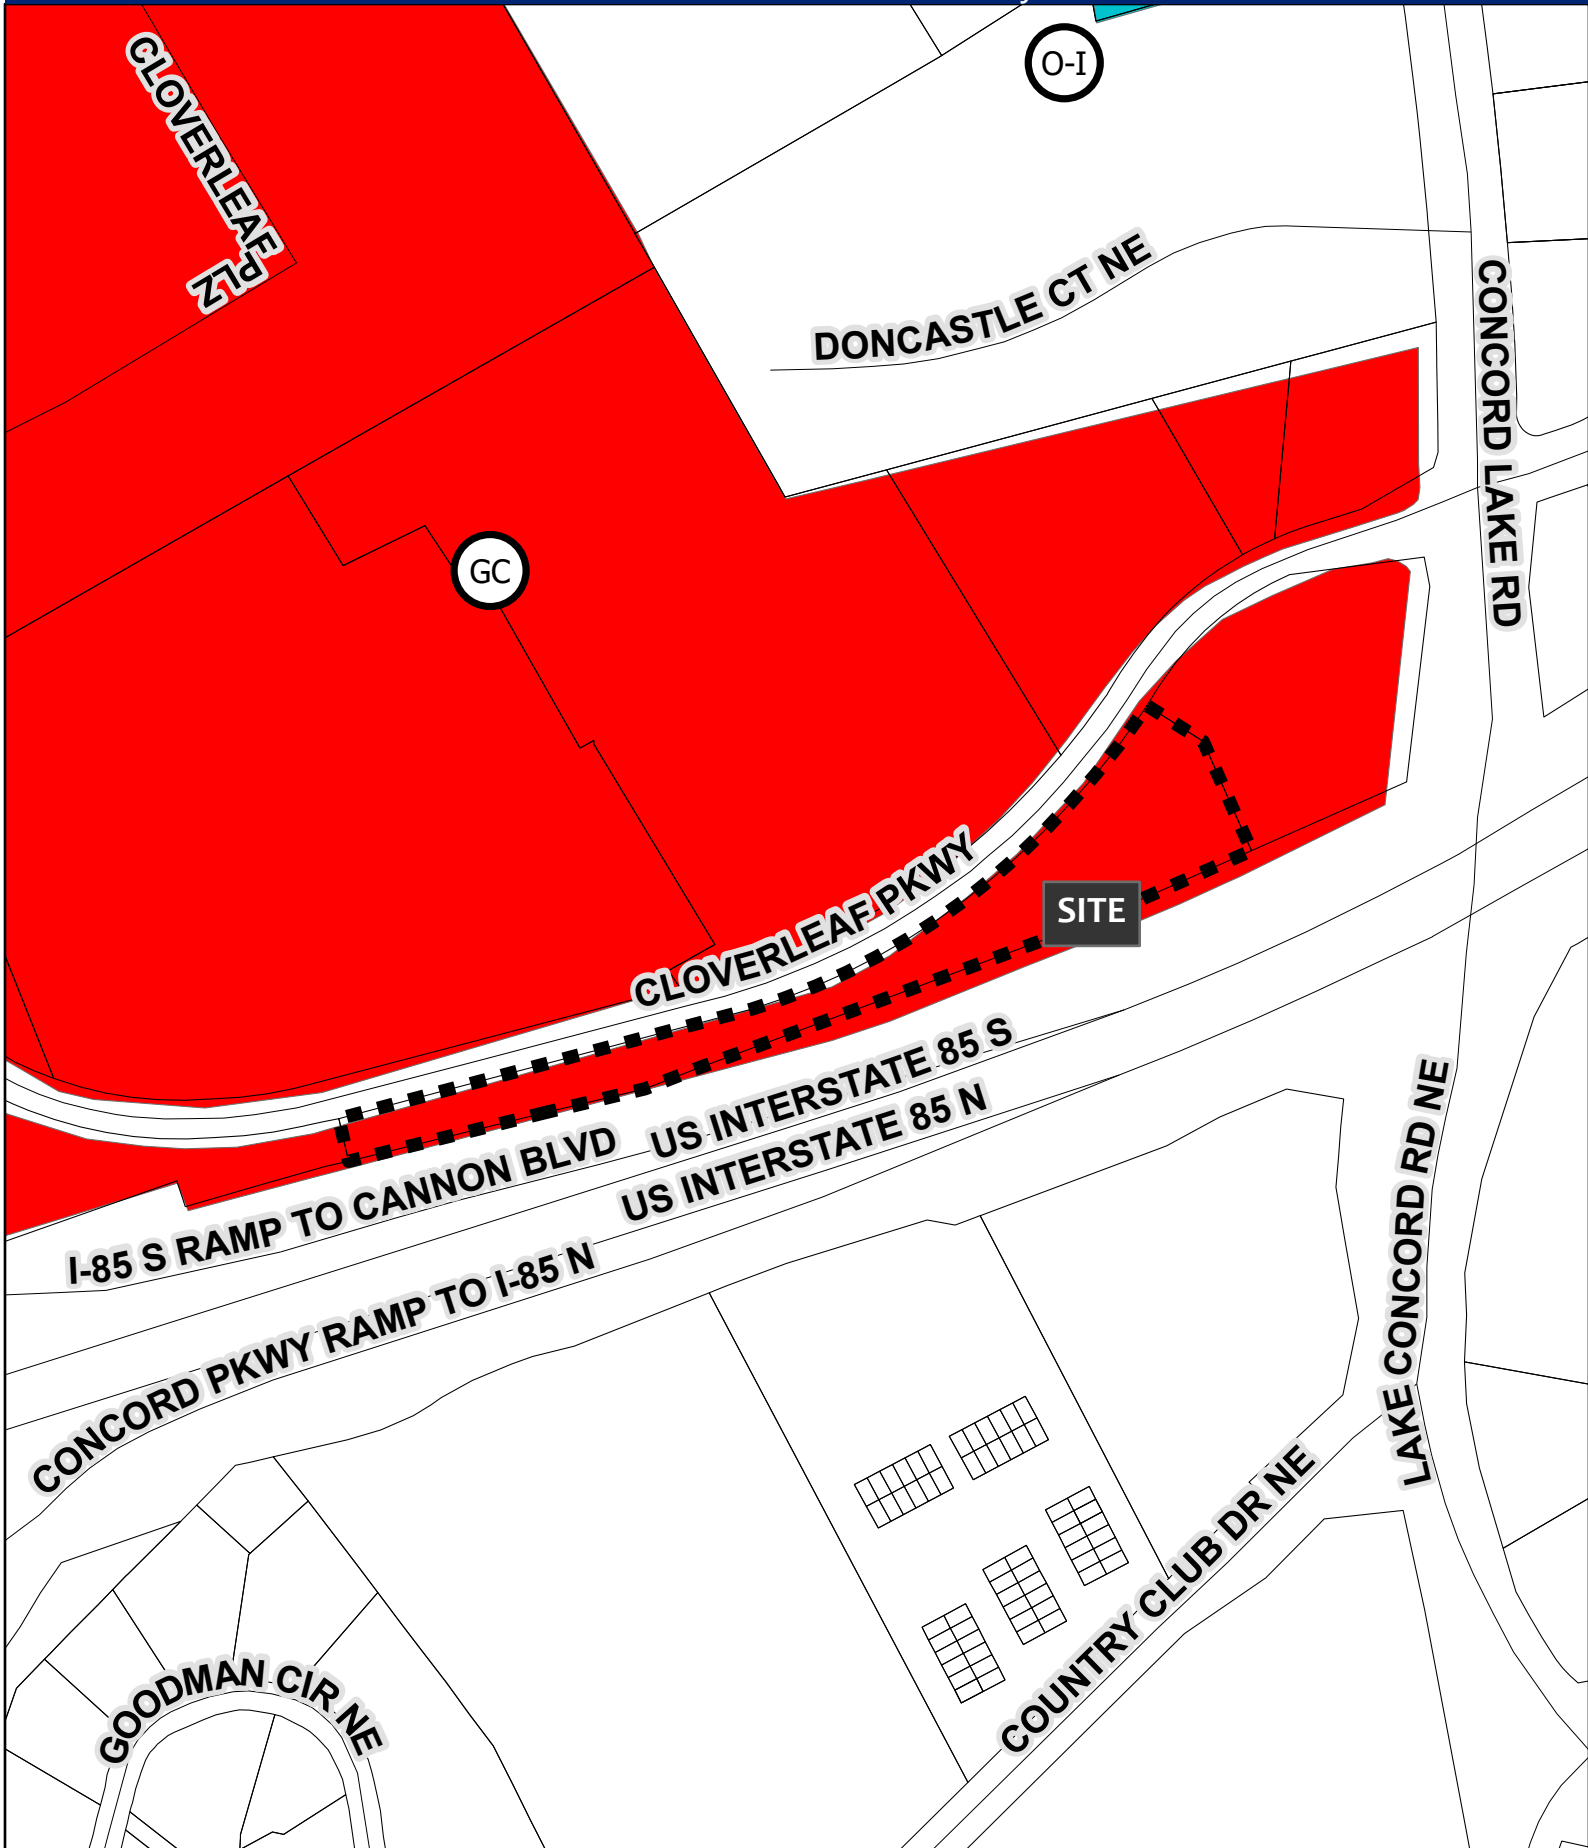 CLOVERLEAF
PLZ
O-I
DONCASTLE CT NE
CONCORD LAKE RD
GC
CLOVERLEAF PKWY
SITE
US INTERSTATE 85 S
US INTERSTATE 85 N
I-85 S RAMP TO CANNON BLVD
CONCORD PKWY RAMP TO I-85 N
LAKE CONCORD RD NE
COUNTRY CLUB DR NE
GOODMAN CIR NE